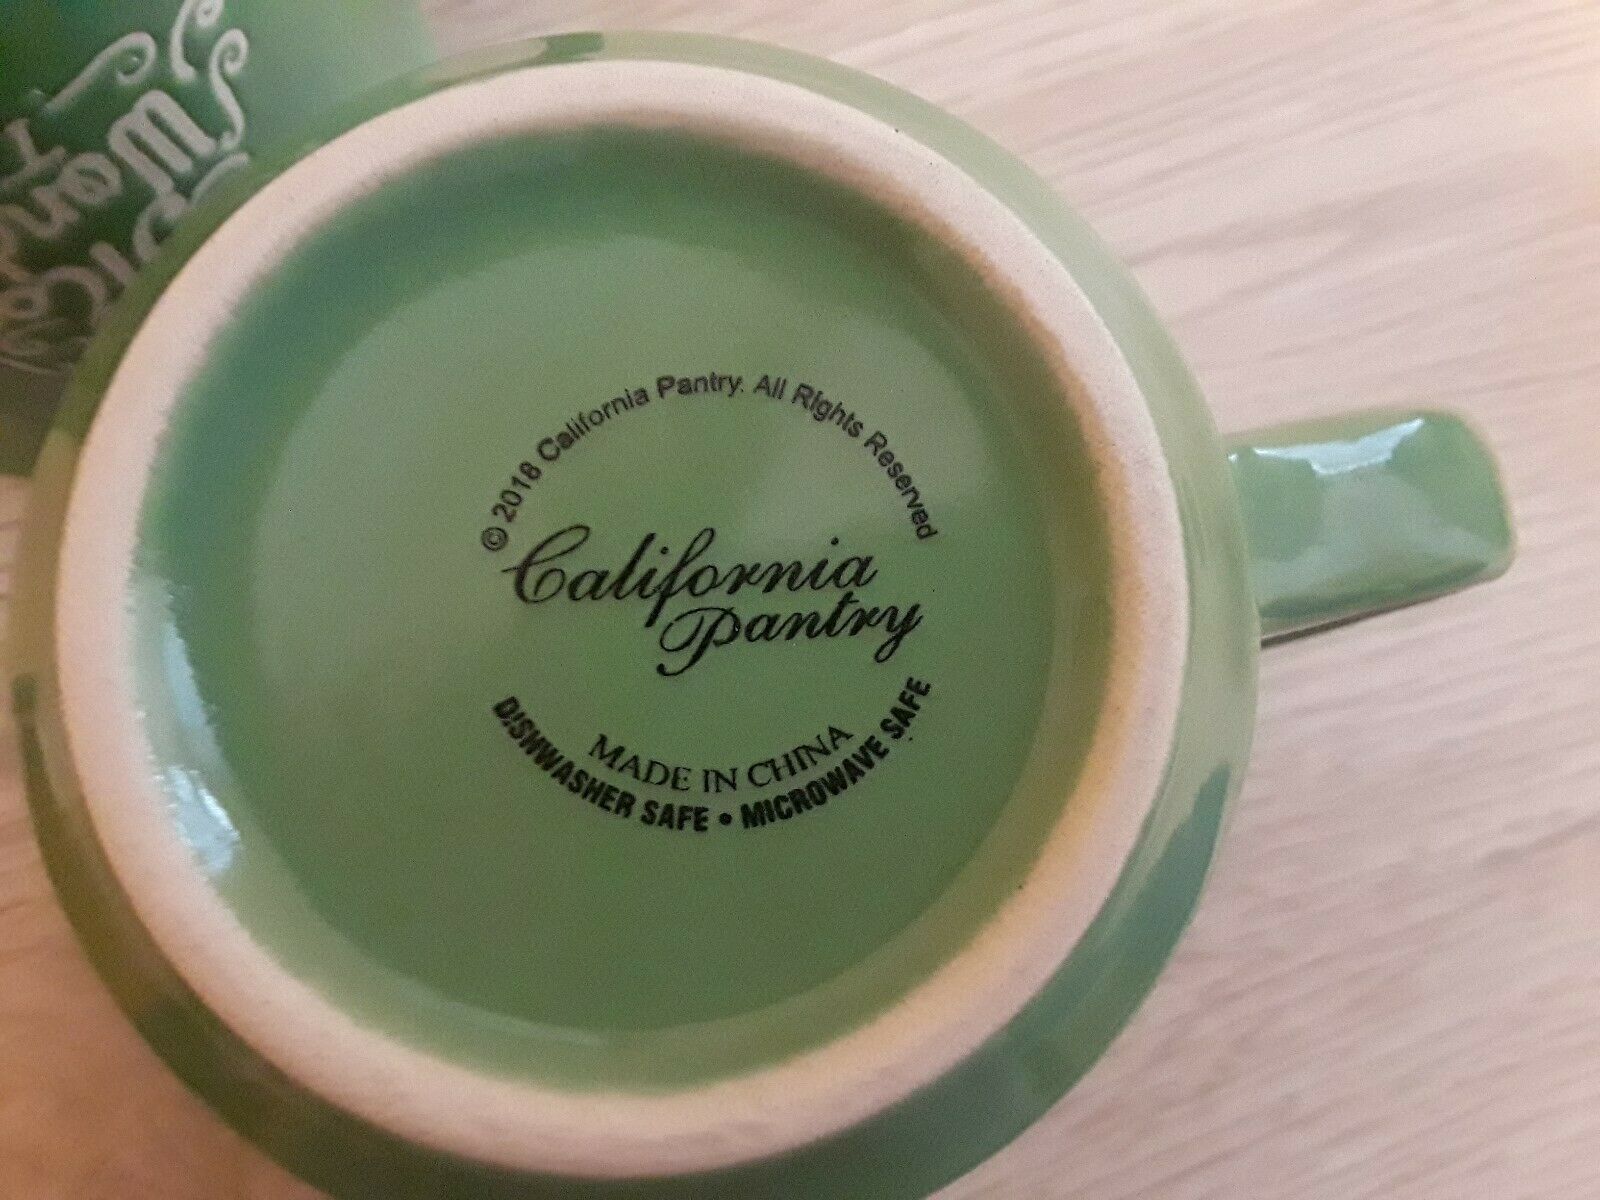 © 2018 California Pantry. All Rights Reserved
California
Pantry
MADE IN CHINA
DISHWASHER SAFE • MICROWAVE SAFE